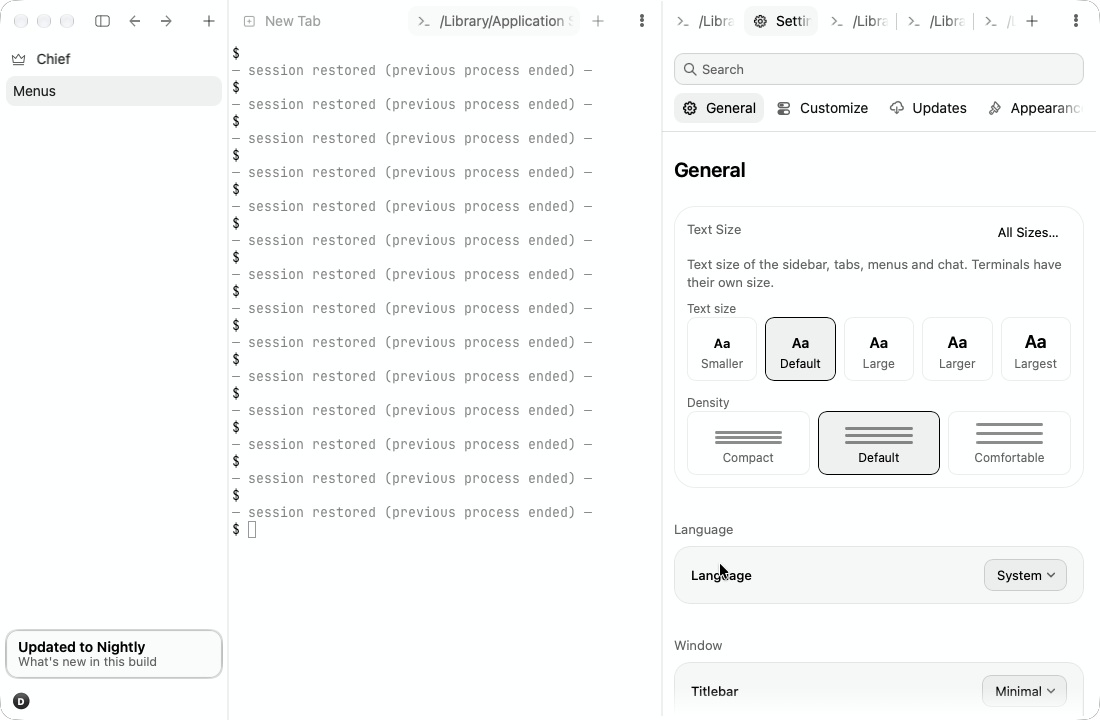 New Tab
/Library/Application S
/Libra
Settin
/Libra
/Libra
/L
Chief
Menus
$
— session restored (previous process ended) —
$
— session restored (previous process ended) —
$
— session restored (previous process ended) —
$
— session restored (previous process ended) —
$
— session restored (previous process ended) —
$
— session restored (previous process ended) —
$
— session restored (previous process ended) —
$
— session restored (previous process ended) —
$
— session restored (previous process ended) —
$
— session restored (previous process ended) —
$
— session restored (previous process ended) —
$
— session restored (previous process ended) —
$
— session restored (previous process ended) —
$
— session restored (previous process ended) —
$
Updated to Nightly
What's new in this build
D
Search
General
Customize
Updates
Appearanc
General
Text Size
All Sizes...
Text size of the sidebar, tabs, menus and chat. Terminals have
their own size.
Text size
Aa Aa Aa Aa Aa
Smaller Default Large Larger Largest
Density
Compact Default Comfortable
Language
Language
System
Window
Titlebar
Minimal